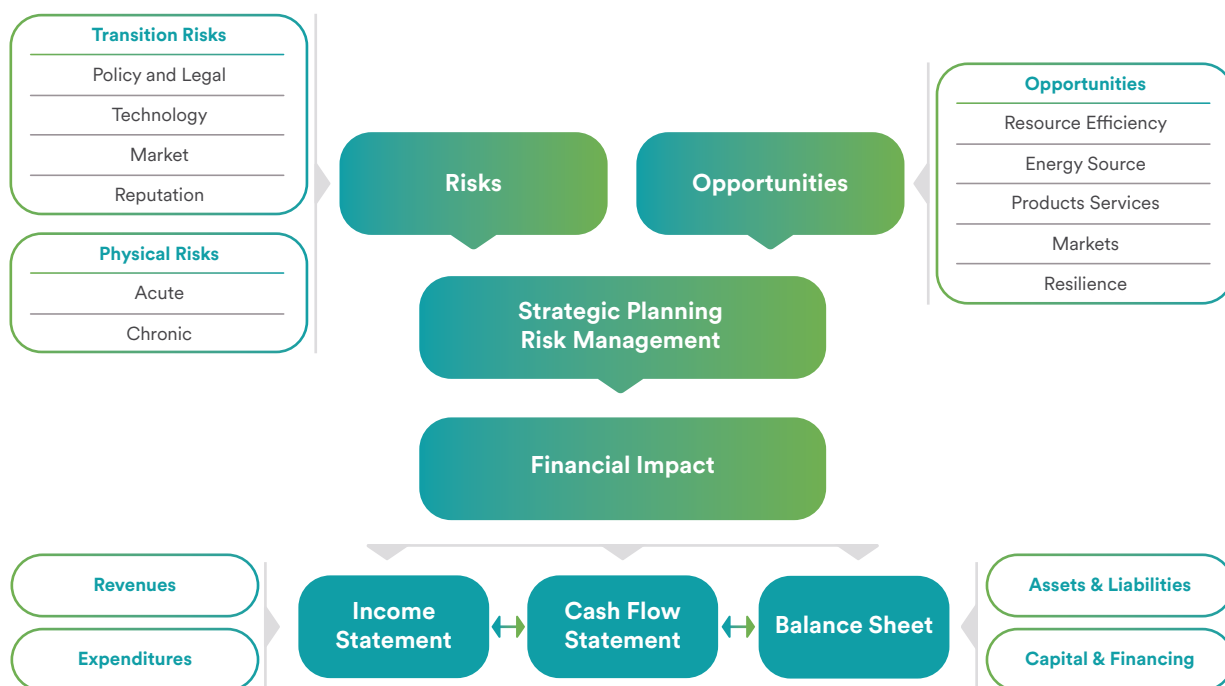 Transition Risks
Policy and Legal
Technology
Market
Reputation
Physical Risks
Acute
Chronic
Risks
Opportunities
Opportunities
Resource Efficiency
Energy Source
Products Services
Markets
Resilience
Strategic Planning
Risk Management
Financial Impact
Revenues
Expenditures
Income
Statement
Cash Flow
Statement
Balance Sheet
Assets & Liabilities
Capital & Financing